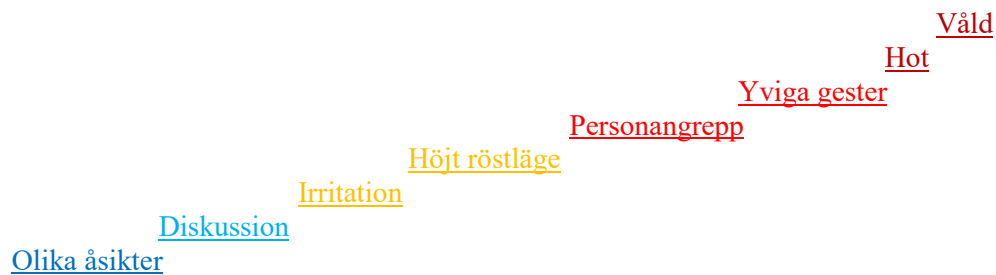 Våld
Hot
Yviga gester
Personangrepp
Höjt röstläge
Irritation
Diskussion
Olika åsikter